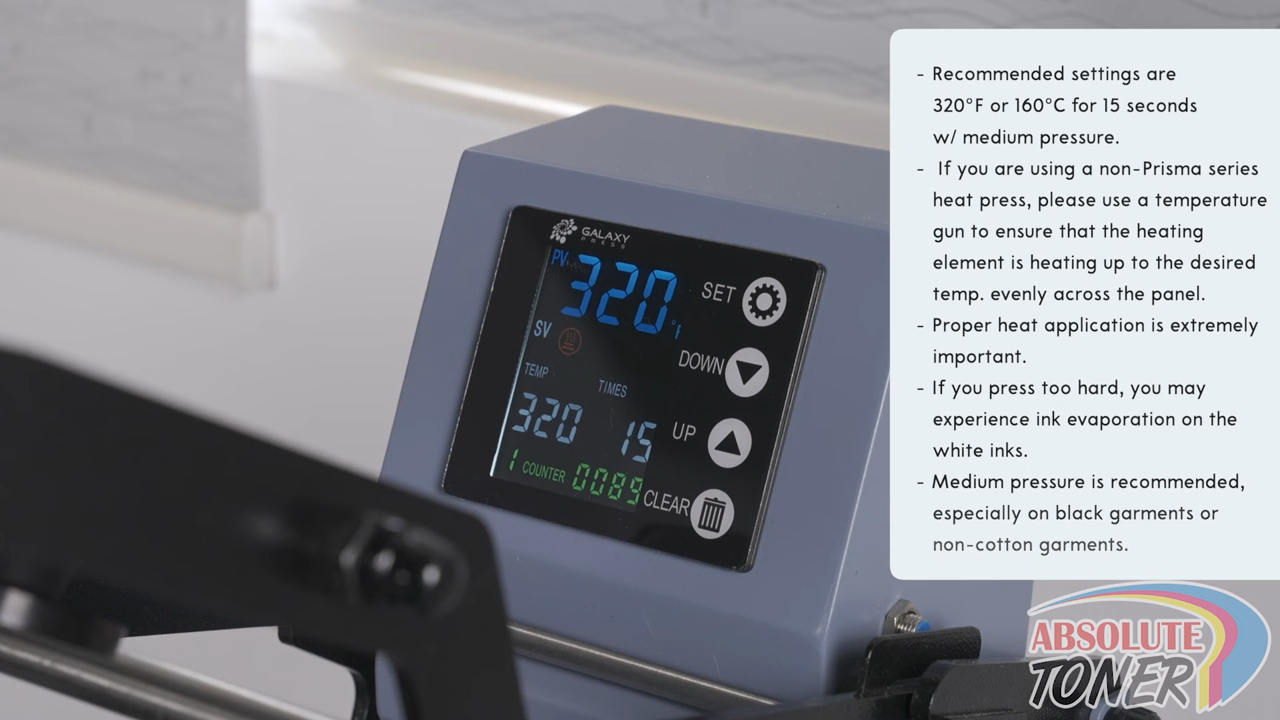 GALAXY
PRESS
PV
320 °F
SET
SV
DOWN
TEMP
TIMES
320
15
UP
1 COUNTER 0089
CLEAR
- Recommended settings are
320°F or 160°C for 15 seconds
w/ medium pressure.
- If you are using a non-Prisma series
heat press, please use a temperature
gun to ensure that the heating
element is heating up to the desired
temp. evenly across the panel.
- Proper heat application is extremely
important.
- If you press too hard, you may
experience ink evaporation on the
white inks.
- Medium pressure is recommended,
especially on black garments or
non-cotton garments.
ABSOLUTE
TONER